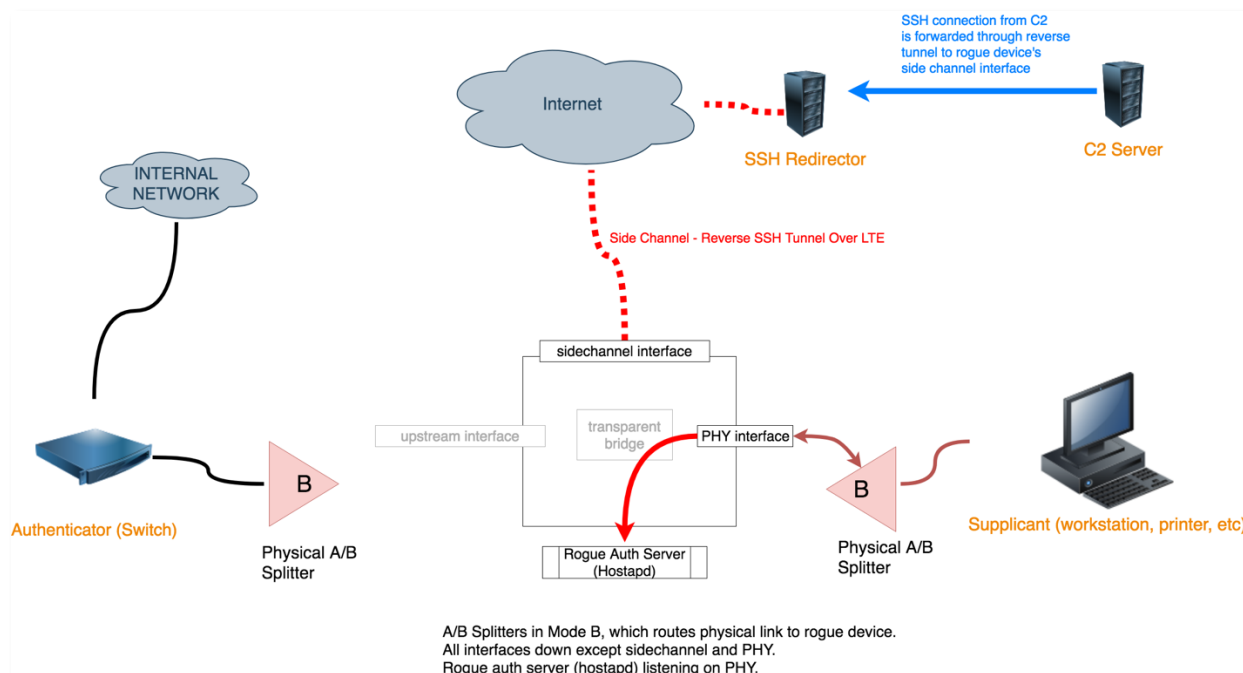 SSH connection from C2
is forwarded through reverse
tunnel to rogue device's
side channel interface
Internet
SSH Redirector
C2 Server
INTERNAL
NETWORK
Side Channel - Reverse SSH Tunnel Over LTE
sidechannel interface
upstream interface
transparent
bridge
PHY interface
B
B
Authenticator (Switch)
Supplicant (workstation, printer, etc)
Physical A/B
Splitter
Rogue Auth Server
(Hostapd)
Physical A/B
Splitter
A/B Splitters in Mode B, which routes physical link to rogue device.
All interfaces down except sidechannel and PHY.
Rogue auth server (hostapd) listening on PHY.